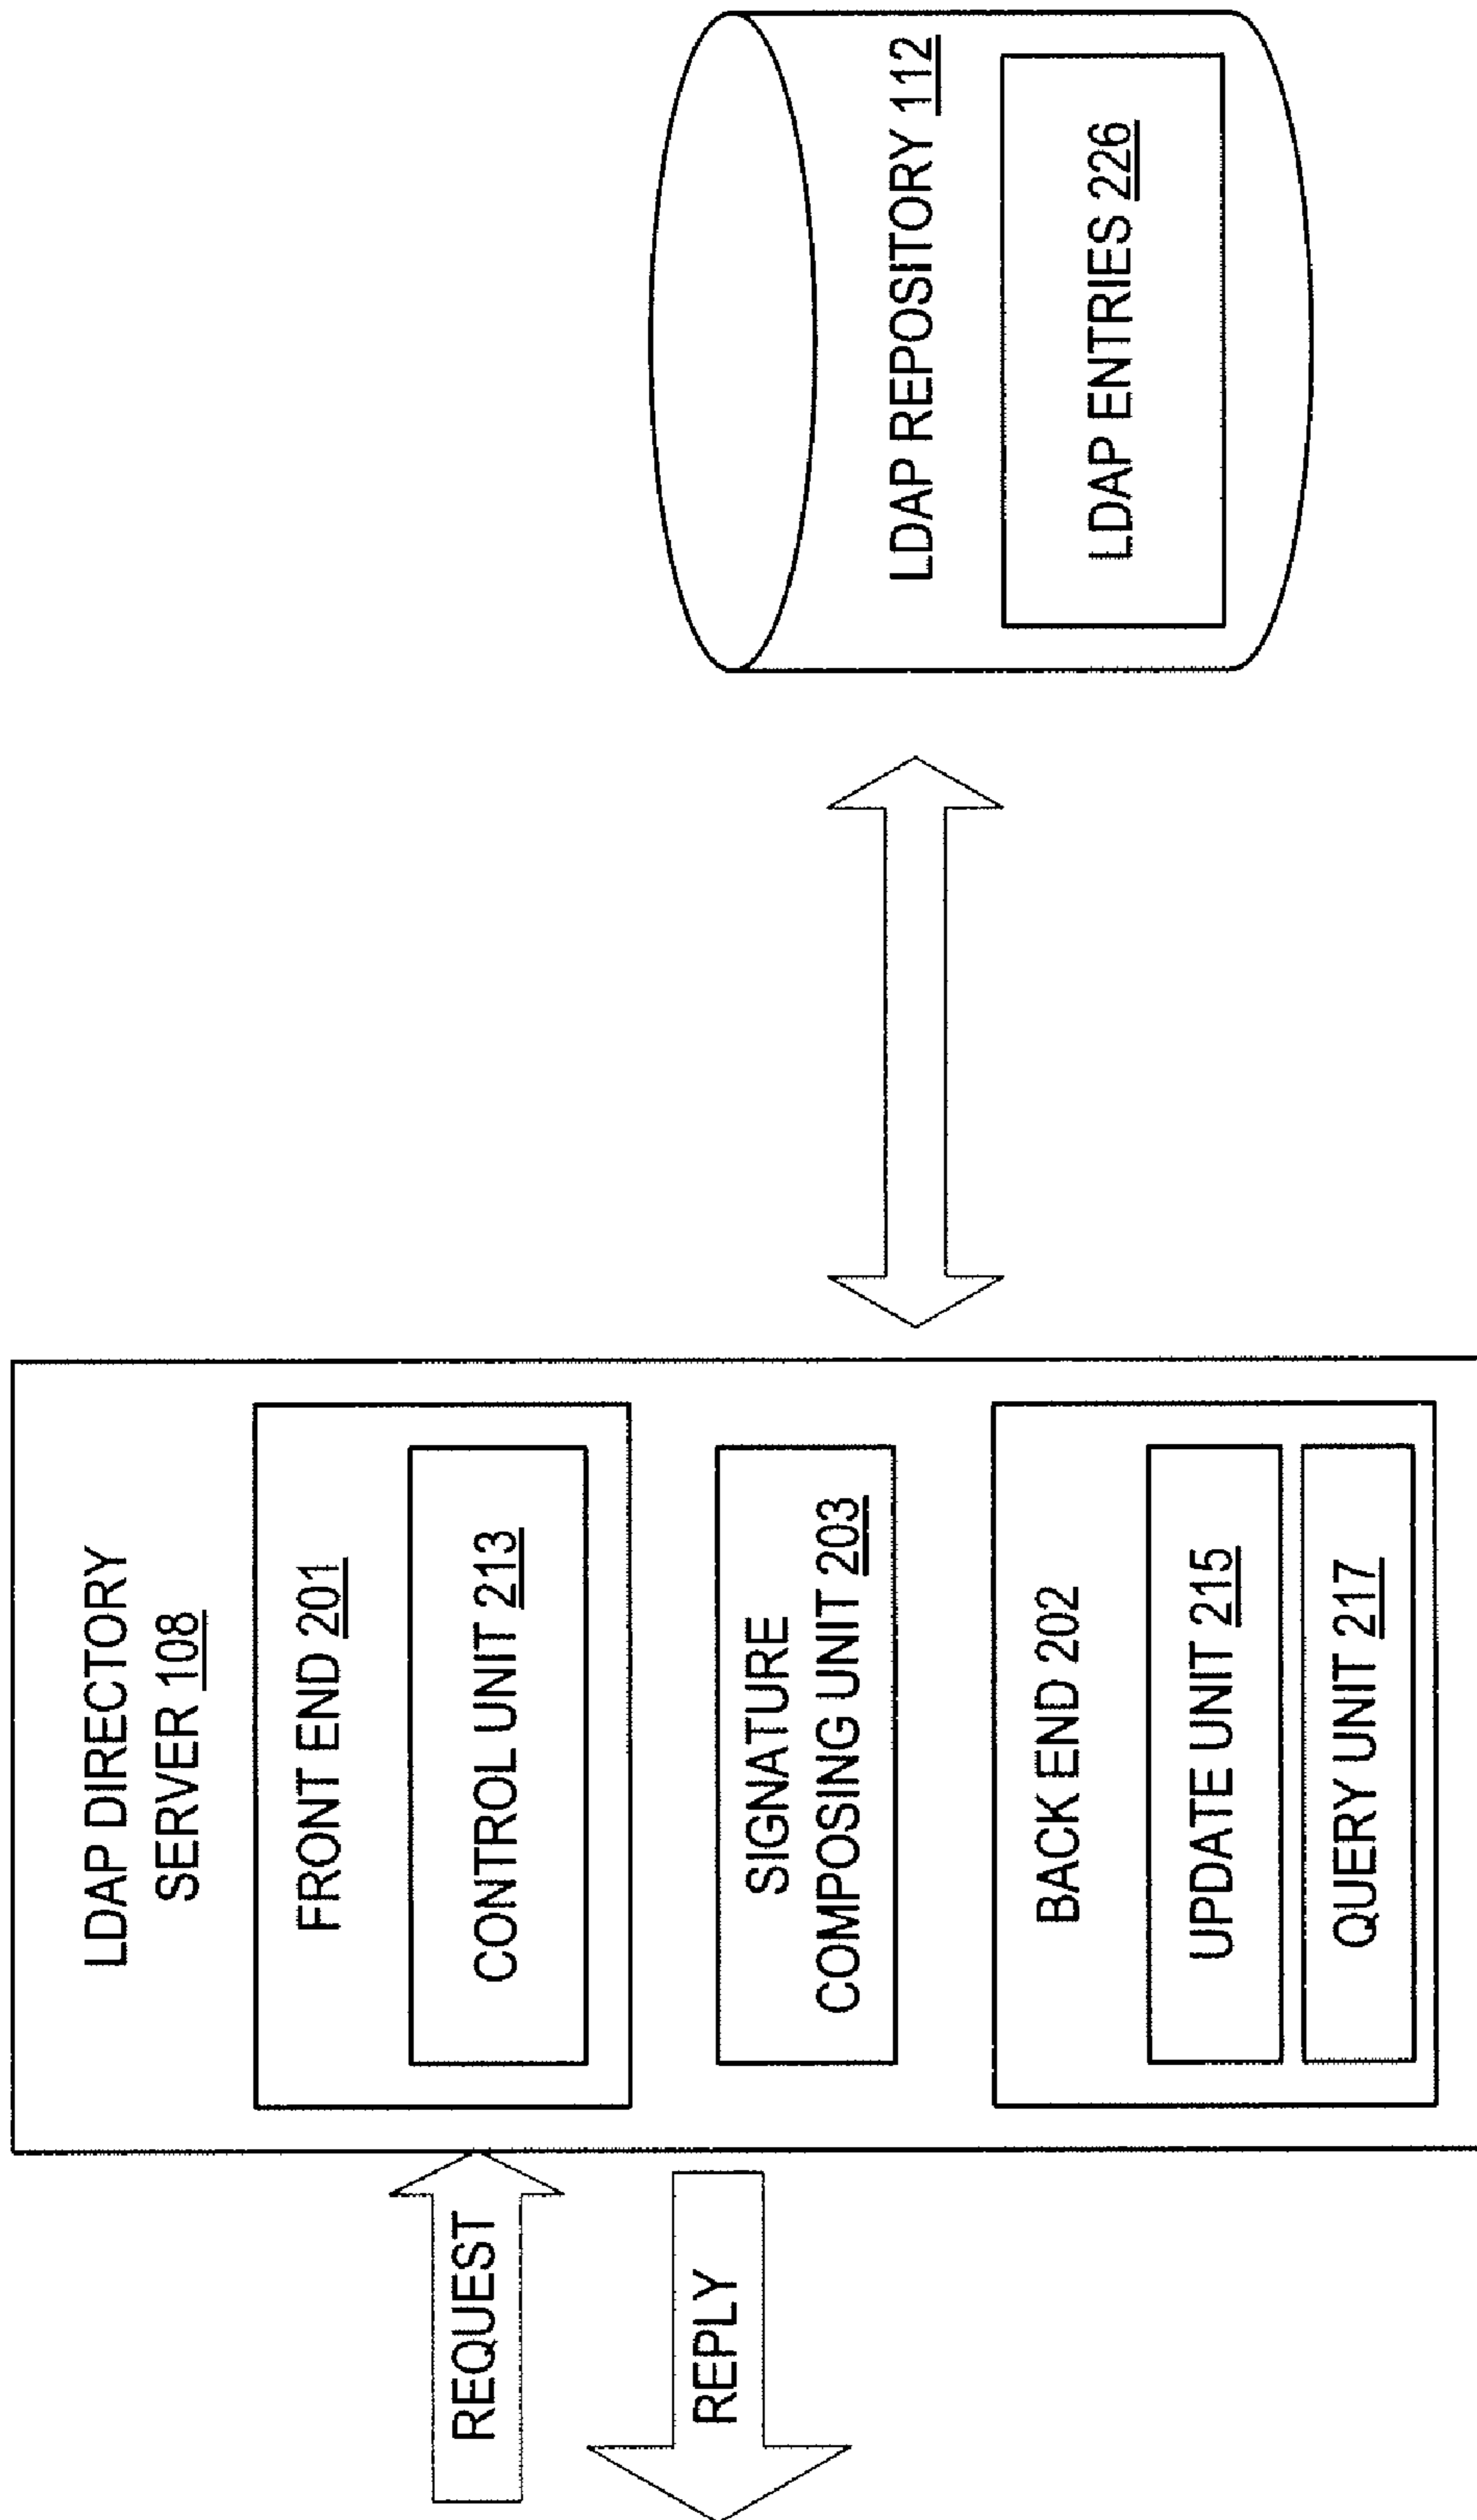 REQUEST
REPLY
LDAP DIRECTORY
SERVER 108
FRONT END 201
CONTROL UNIT 213
SIGNATURE
COMPOSING UNIT 203
BACK END 202
UPDATE UNIT 215
QUERY UNIT 217
LDAP REPOSITORY 112
LDAP ENTRIES 226